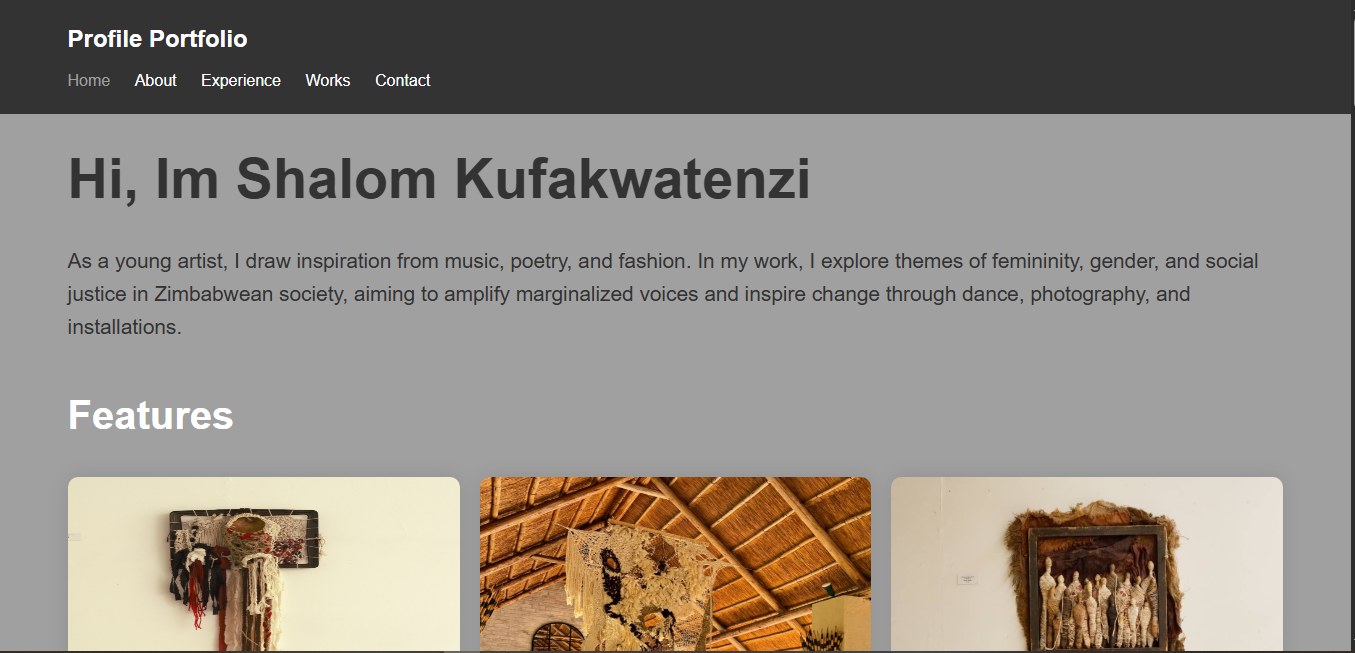 Profile Portfolio
Home About Experience Works Contact
Hi, Im Shalom Kufakwatenzi
As a young artist, I draw inspiration from music, poetry, and fashion. In my work, I explore themes of femininity, gender, and social
justice in Zimbabwean society, aiming to amplify marginalized voices and inspire change through dance, photography, and
installations.
Features